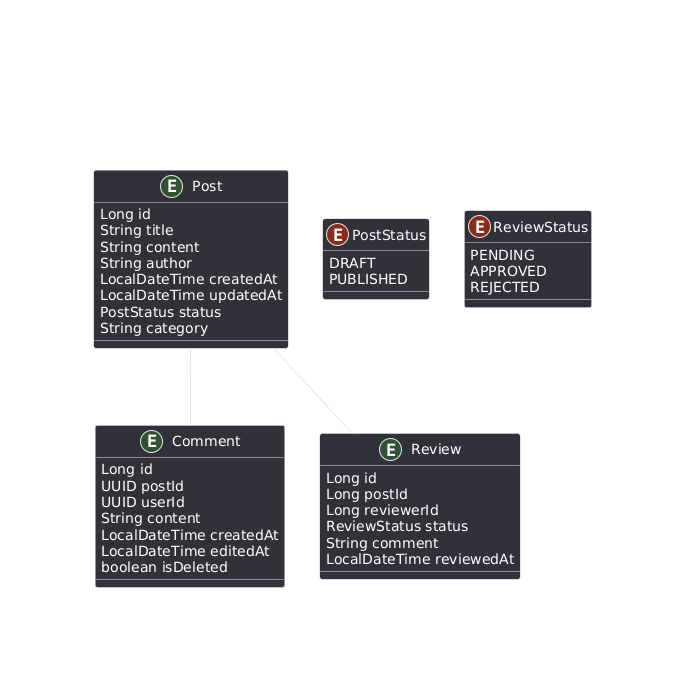 E Post
Long id
String title
String content
String author
LocalDateTime createdAt
LocalDateTime updatedAt
PostStatus status
String category
E PostStatus
DRAFT
PUBLISHED
E ReviewStatus
PENDING
APPROVED
REJECTED
E Comment
Long id
UUID postId
UUID userId
String content
LocalDateTime createdAt
LocalDateTime editedAt
boolean isDeleted
E Review
Long id
Long postId
Long reviewerId
ReviewStatus status
String comment
LocalDateTime reviewedAt